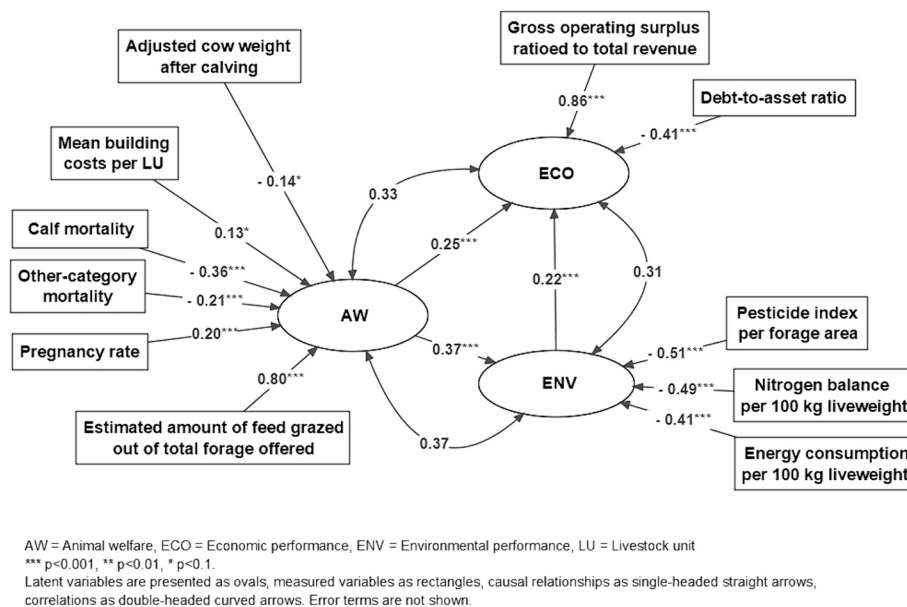 Gross operating surplus
ratioed to total revenue
Adjusted cow weight
after calving
0.86***
Debt-to-asset ratio
- 0.41***
Mean building
costs per LU
ECO
- 0.14*
0.33
Calf mortality
0.13*
0.25***
- 0.36***
Other-category
mortality
- 0.21***
0.22***
0.31
AW
Pesticide index
per forage area
Pregnancy rate
0.20***
0.37***
- 0.51***
ENV
Nitrogen balance
per 100 kg liveweight
- 0.49***
0.80***
- 0.41***
Estimated amount of feed grazed
out of total forage offered
0.37
Energy consumption
per 100 kg liveweight
AW = Animal welfare, ECO = Economic performance, ENV = Environmental performance, LU = Livestock unit
*** p<0.001, ** p<0.01, * p<0.1.
Latent variables are presented as ovals, measured variables as rectangles, causal relationships as single-headed straight arrows,
correlations as double-headed curved arrows. Error terms are not shown.